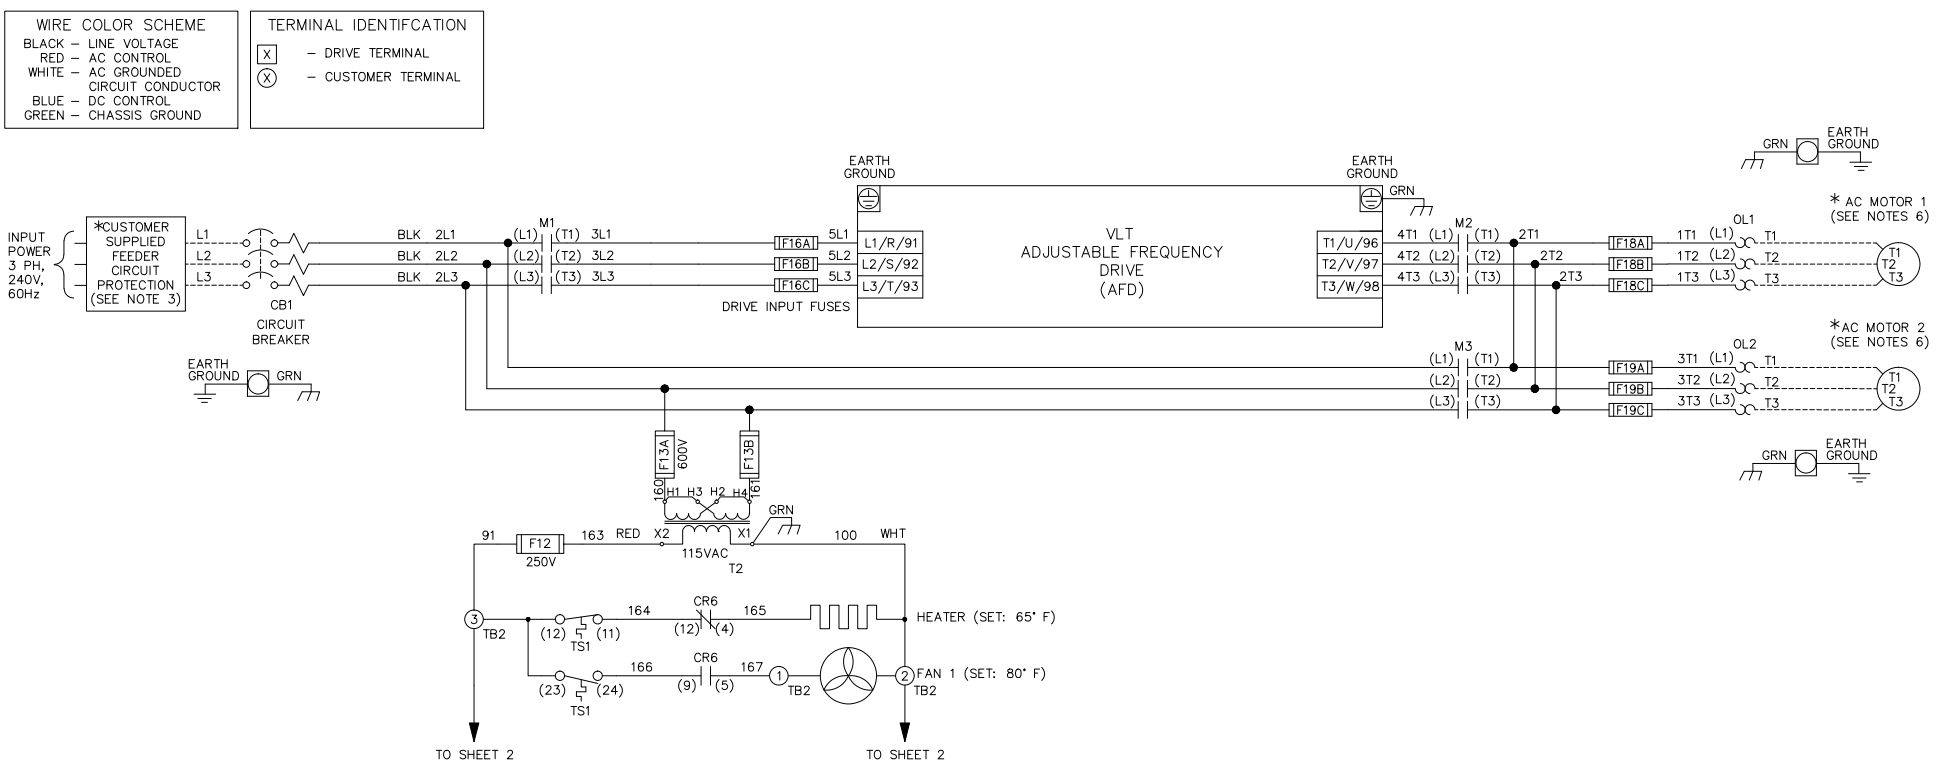 WIRE COLOR SCHEME
BLACK – LINE VOLTAGE
RED – AC CONTROL
WHITE – AC GROUNDED
CIRCUIT CONDUCTOR
BLUE – DC CONTROL
GREEN – CHASSIS GROUND
TERMINAL IDENTIFCATION
X – DRIVE TERMINAL
X – CUSTOMER TERMINAL
INPUT
POWER
3 PH,
240V,
60Hz
*CUSTOMER
SUPPLIED
FEEDER
CIRCUIT
PROTECTION
(SEE NOTE 3)
L1
L2
L3
CB1
CIRCUIT
BREAKER
EARTH
GROUND
GRN
BLK 2L1
BLK 2L2
BLK 2L3
M1
(L1) (T1) 3L1
(L2) (T2) 3L2
(L3) (T3) 3L3
F16A 5L1
F16B 5L2
F16C 5L3
DRIVE INPUT FUSES
EARTH
GROUND
L1/R/91
L2/S/92
L3/T/93
VLT
ADJUSTABLE FREQUENCY
DRIVE
(AFD)
EARTH
GROUND
GRN
T1/U/96
T2/V/97
T3/W/98
M2
4T1 (L1) (T1) 2T1
4T2 (L2) (T2) 2T2
4T3 (L3) (T3) 2T3
F18A 1T1 (L1) T1
F18B 1T2 (L2) T2
F18C 1T3 (L3) T3
OL1
GRN
EARTH
GROUND
* AC MOTOR 1
(SEE NOTES 6)
T1
T2
T3
M3
(L1) (T1)
(L2) (T2)
(L3) (T3)
F19A 3T1 (L1) T1
F19B 3T2 (L2) T2
F19C 3T3 (L3) T3
OL2
*AC MOTOR 2
(SEE NOTES 6)
T1
T2
T3
GRN
EARTH
GROUND
F13A
600V
F13B
160
161
H1 H3 H2 H4
GRN
91 F12 163 RED X2 X1 100 WHT
250V
115VAC
T2
3
TB2
(12) (11)
TS1
164
CR6
(12) (4)
165
HEATER (SET: 65° F)
(23) (24)
TS1
166
CR6
(9) (5)
167
1
TB2
2
TB2
FAN 1 (SET: 80° F)
TO SHEET 2
TO SHEET 2